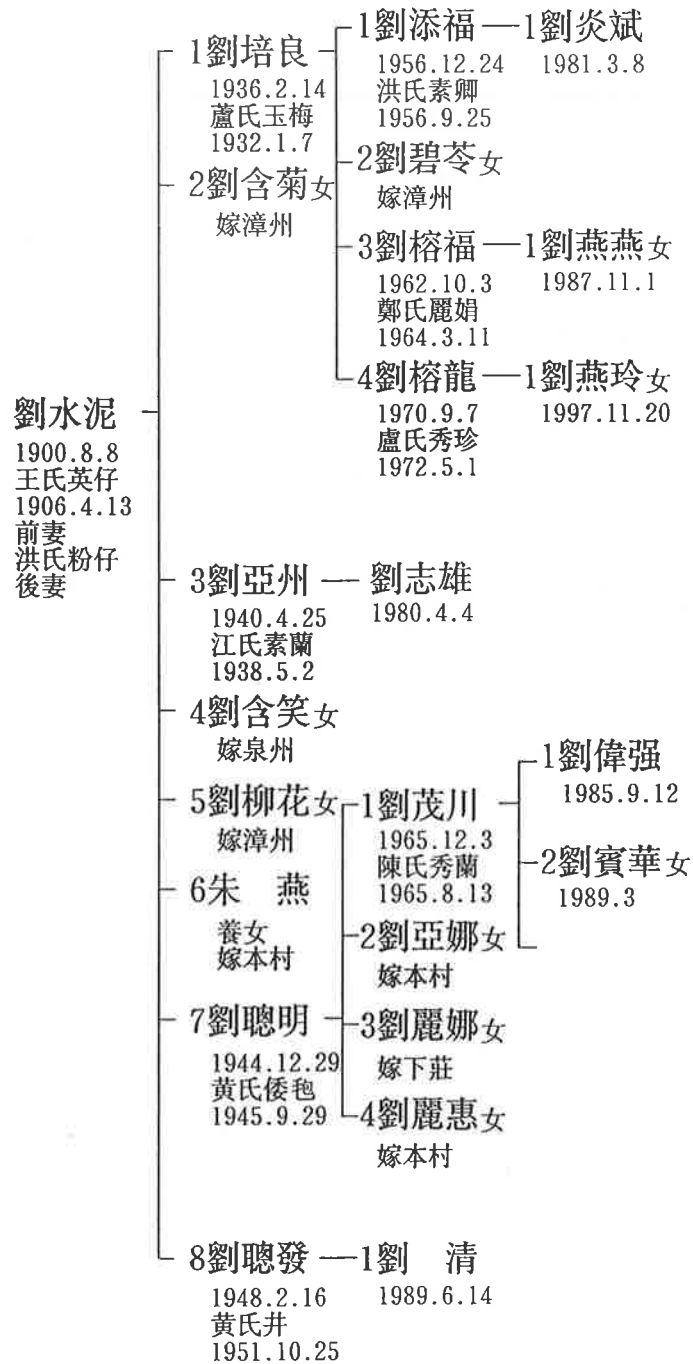 劉水泥
1900.8.8
王氏英仔
1906.4.13
前妻
洪氏粉仔
後妻
1劉培良
1936.2.14
蘆氏玉梅
1932.1.7
1劉添福
1956.12.24
洪氏素卿
1956.9.25
1劉炎斌
1981.3.8
2劉碧苓女
嫁漳州
3劉榕福
1962.10.3
鄭氏麗娟
1964.3.11
1劉燕燕女
1987.11.1
4劉榕龍
1970.9.7
盧氏秀珍
1972.5.1
1劉燕玲女
1997.11.20
2劉含菊女
嫁漳州
3劉亞州
1940.4.25
江氏素蘭
1938.5.2
劉志雄
1980.4.4
4劉含笑女
嫁泉州
5劉柳花女
嫁漳州
6朱 燕
養女
嫁本村
7劉聰明
1944.12.29
黄氏倭
1945.9.29
1劉茂川
1965.12.3
陳氏秀蘭
1965.8.13
1劉偉强
1985.9.12
2劉賓華女
1989.3
2劉亞娜女
嫁本村
3劉麗娜女
嫁下莊
4劉麗惠女
嫁本村
8劉聰發
1948.2.16
黄氏井
1951.10.25
1劉 清
1989.6.14